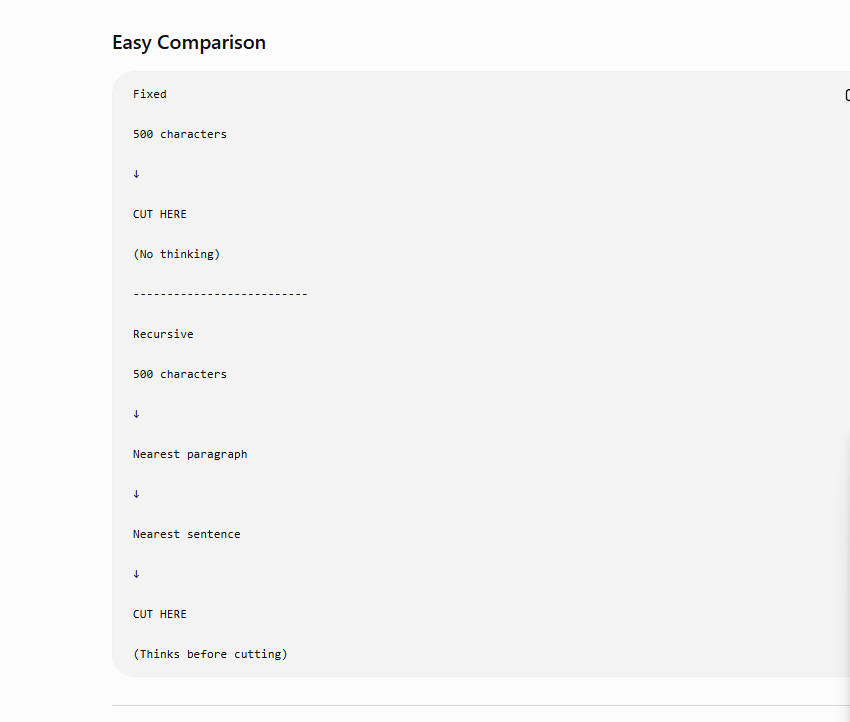 Easy Comparison
Fixed
500 characters
↓
CUT HERE
(No thinking)
--------------------------
Recursive
500 characters
↓
Nearest paragraph
↓
Nearest sentence
↓
CUT HERE
(Thinks before cutting)